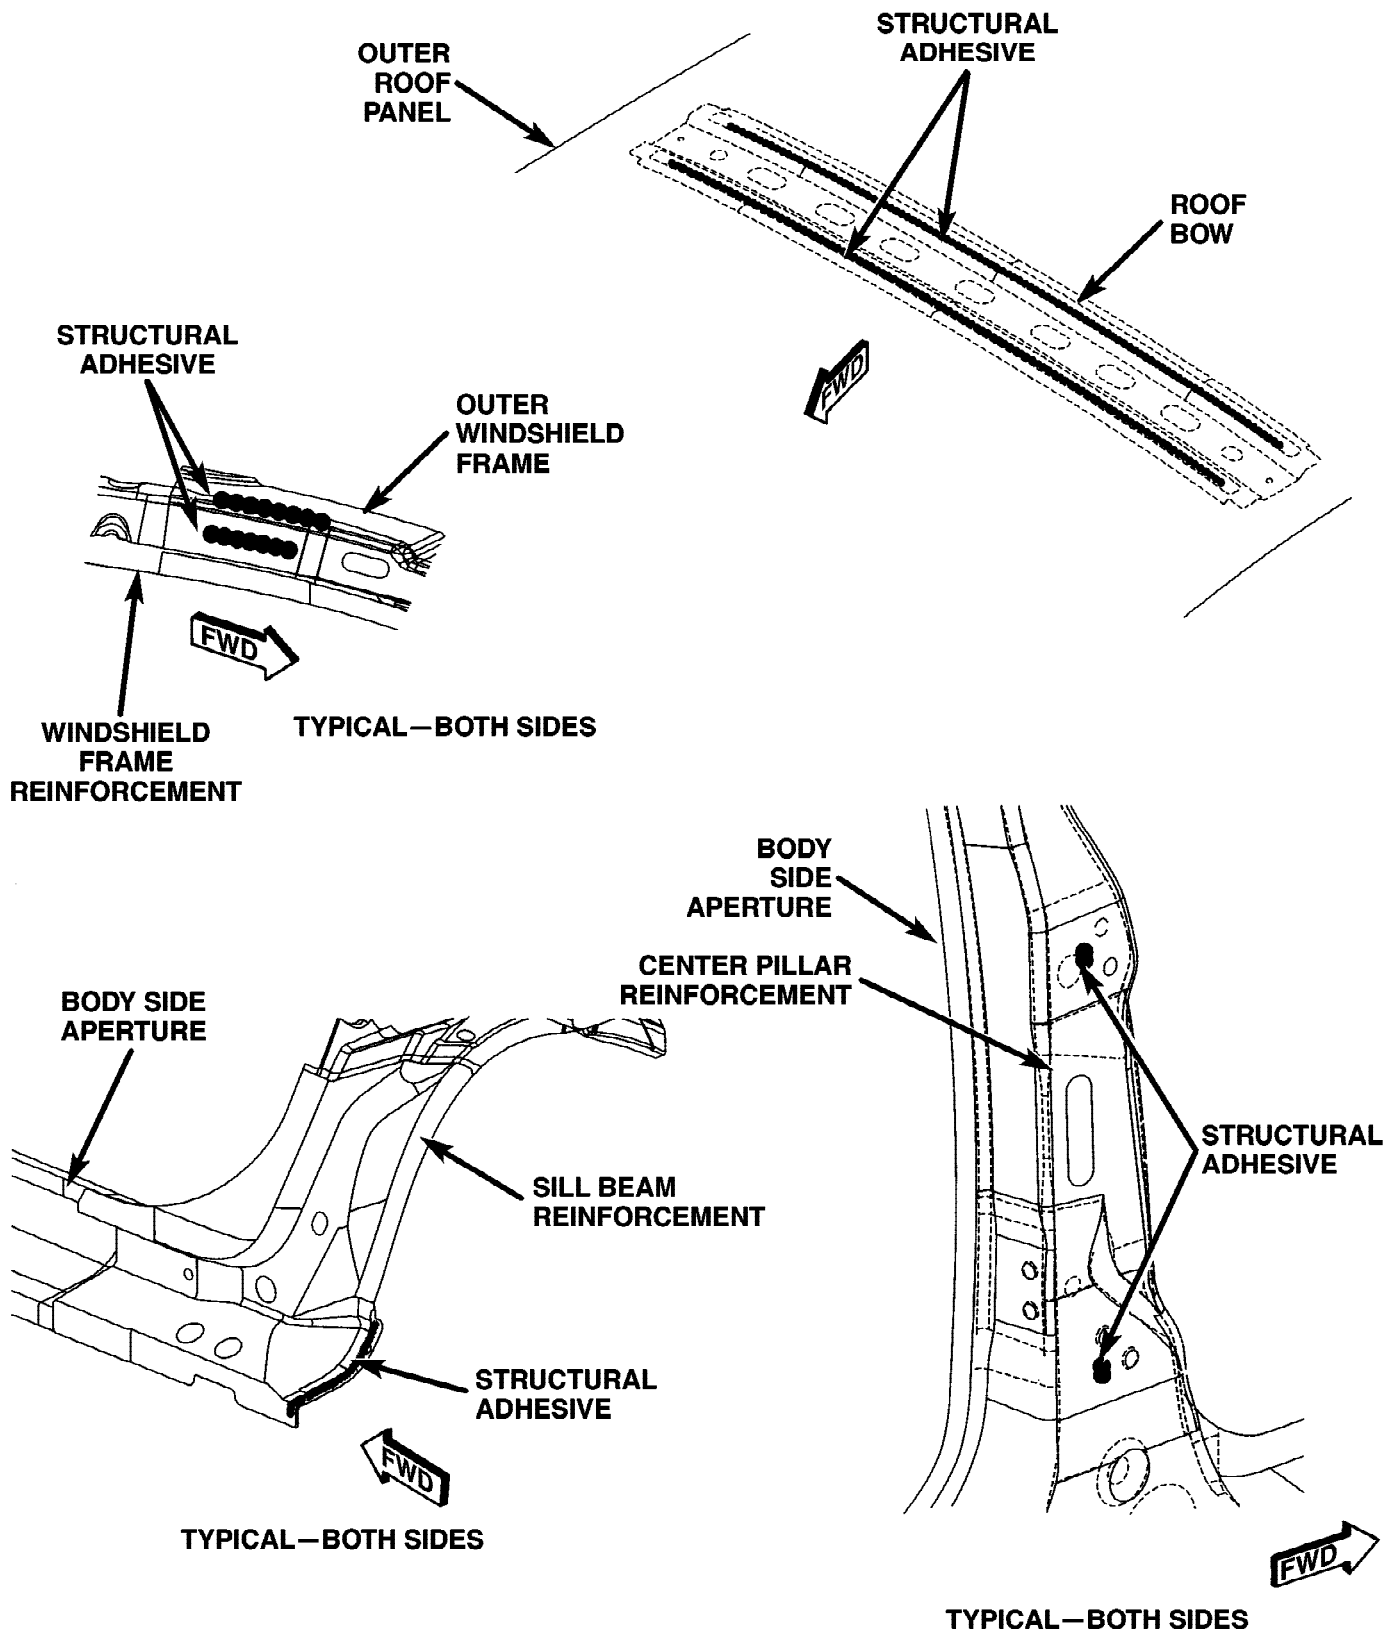 STRUCTURAL
ADHESIVE
OUTER
ROOF
PANEL
ROOF
BOW
FWD
STRUCTURAL
ADHESIVE
OUTER
WINDSHIELD
FRAME
FWD
WINDSHIELD
FRAME
REINFORCEMENT
TYPICAL—BOTH SIDES
BODY SIDE
APERTURE
SILL BEAM
REINFORCEMENT
STRUCTURAL
ADHESIVE
FWD
TYPICAL—BOTH SIDES
BODY
SIDE
APERTURE
CENTER PILLAR
REINFORCEMENT
STRUCTURAL
ADHESIVE
FWD
TYPICAL—BOTH SIDES